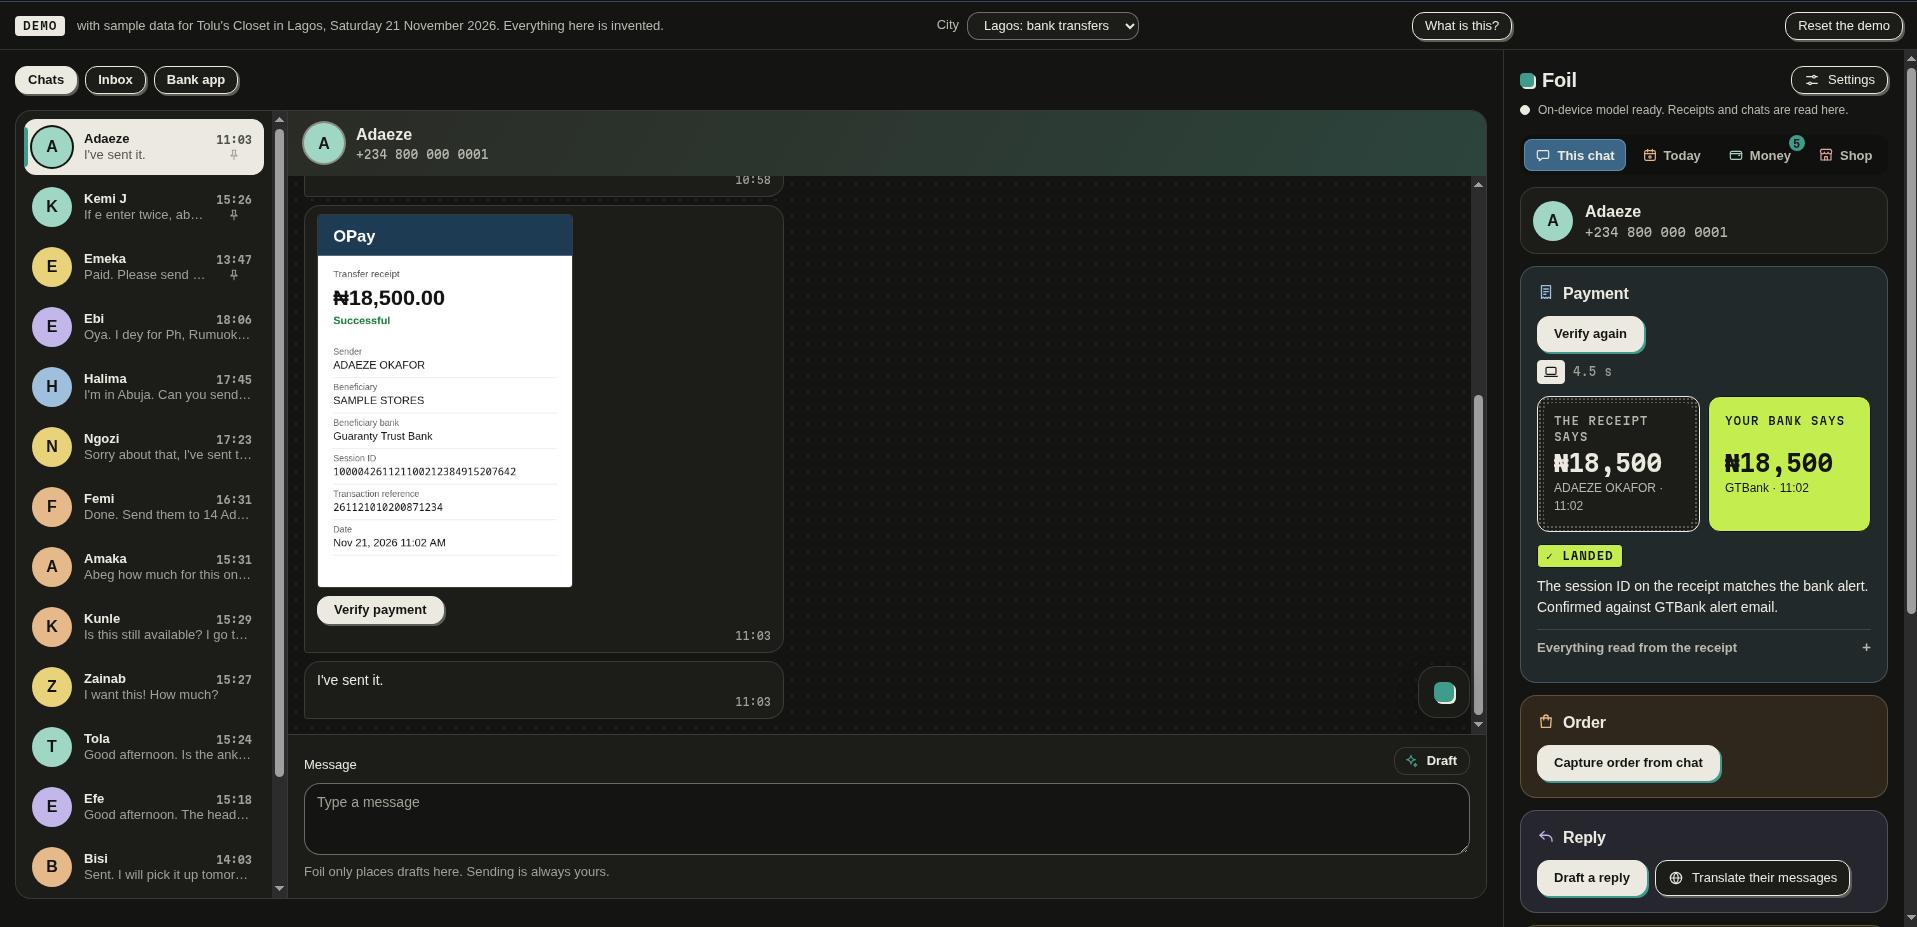 DEMO with sample data for Tolu's Closet in Lagos, Saturday 21 November 2026. Everything here is invented.
City Lagos: bank transfers
What is this?
Reset the demo
Chats
Inbox
Bank app
A
Adaeze 11:03
I've sent it.
K
Kemi J 15:26
If e enter twice, ab…
E
Emeka 13:47
Paid. Please send …
E
Ebi 18:06
Oya. I dey for Ph, Rumuok…
H
Halima 17:45
I'm in Abuja. Can you send…
N
Ngozi 17:23
Sorry about that, I've sent t…
F
Femi 16:31
Done. Send them to 14 Ad…
A
Amaka 15:31
Abeg how much for this on…
K
Kunle 15:29
Is this still available? I go t…
Z
Zainab 15:27
I want this! How much?
T
Tola 15:24
Good afternoon. Is the ank…
E
Efe 15:18
Good afternoon. The head…
B
Bisi 14:03
Sent. I will pick it up tomor…
A
Adaeze
+234 800 000 0001
10:58
OPay
Transfer receipt
₦18,500.00
Successful
Sender
ADAEZE OKAFOR
Beneficiary
SAMPLE STORES
Beneficiary bank
Guaranty Trust Bank
Session ID
100004261121100212384915207642
Transaction reference
261121010200871234
Date
Nov 21, 2026 11:02 AM
Verify payment
11:03
I've sent it.
11:03
Message
Draft
Type a message
Foil only places drafts here. Sending is always yours.
Foil
Settings
On-device model ready. Receipts and chats are read here.
This chat
Today
Money 5
Shop
A
Adaeze
+234 800 000 0001
Payment
Verify again
4.5 s
THE RECEIPT
SAYS
₦18,500
ADAEZE OKAFOR ·
11:02
YOUR BANK SAYS
₦18,500
GTBank · 11:02
✓ LANDED
The session ID on the receipt matches the bank alert.
Confirmed against GTBank alert email.
Everything read from the receipt +
Order
Capture order from chat
Reply
Draft a reply
Translate their messages